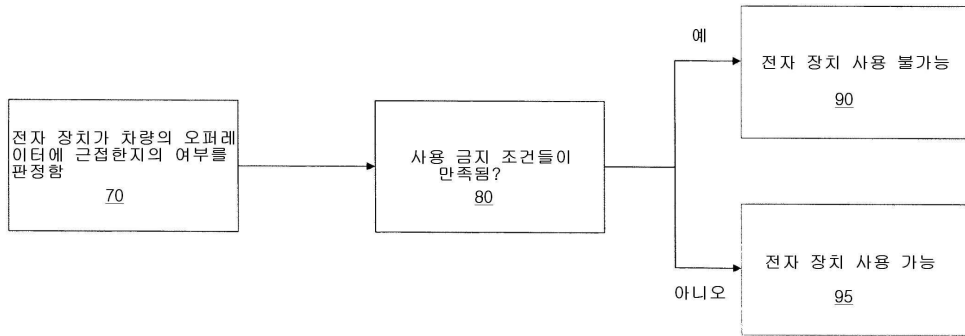 전자 장치가 차량의 오퍼레
이터에 근접한지의 여부를
판정함
70
사용 금지 조건들이
만족됨?
80
예
전자 장치 사용 불가능
90
아니오
전자 장치 사용 가능
95